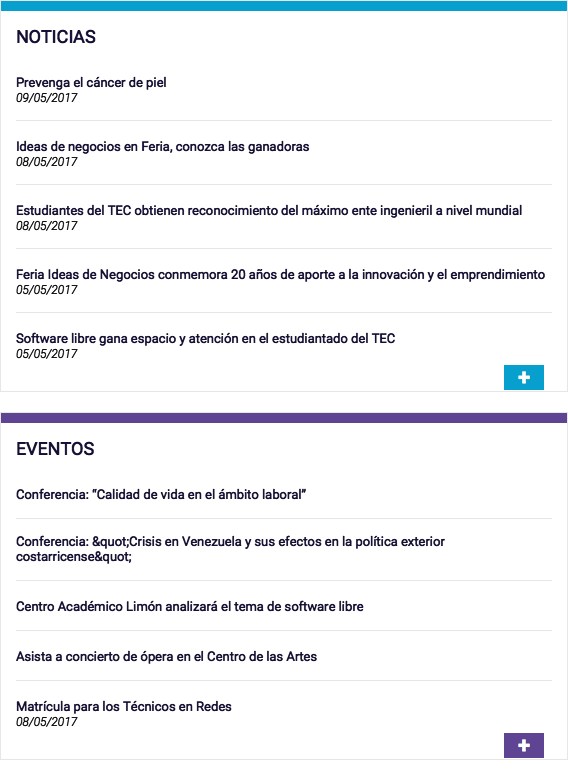 NOTICIAS
Prevenga el cáncer de piel
09/05/2017
Ideas de negocios en Feria, conozca las ganadoras
08/05/2017
Estudiantes del TEC obtienen reconocimiento del máximo ente ingenieril a nivel mundial
08/05/2017
Feria Ideas de Negocios conmemora 20 años de aporte a la innovación y el emprendimiento
05/05/2017
Software libre gana espacio y atención en el estudiantado del TEC
05/05/2017
+
EVENTOS
Conferencia: “Calidad de vida en el ámbito laboral”
Conferencia: &quot;Crisis en Venezuela y sus efectos en la política exterior
costarricense&quot;
Centro Académico Limón analizará el tema de software libre
Asista a concierto de ópera en el Centro de las Artes
Matrícula para los Técnicos en Redes
08/05/2017
+